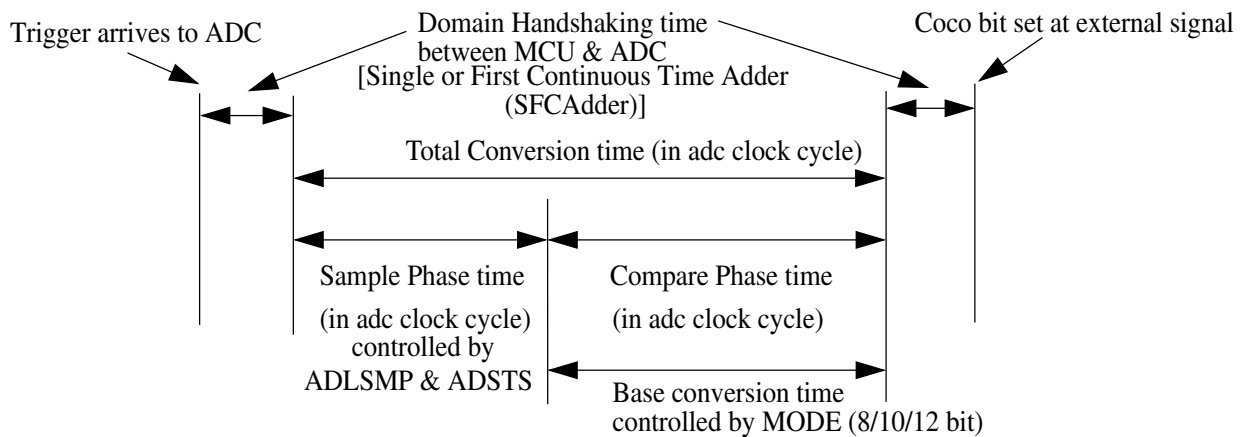 Trigger arrives to ADC
Domain Handshaking time
between MCU & ADC
[Single or First Continuous Time Adder
(SFCAdder)]
Coco bit set at external signal
Total Conversion time (in adc clock cycle)
Sample Phase time
(in adc clock cycle)
controlled by
ADLSMP & ADSTS
Compare Phase time
(in adc clock cycle)
Base conversion time
controlled by MODE (8/10/12 bit)